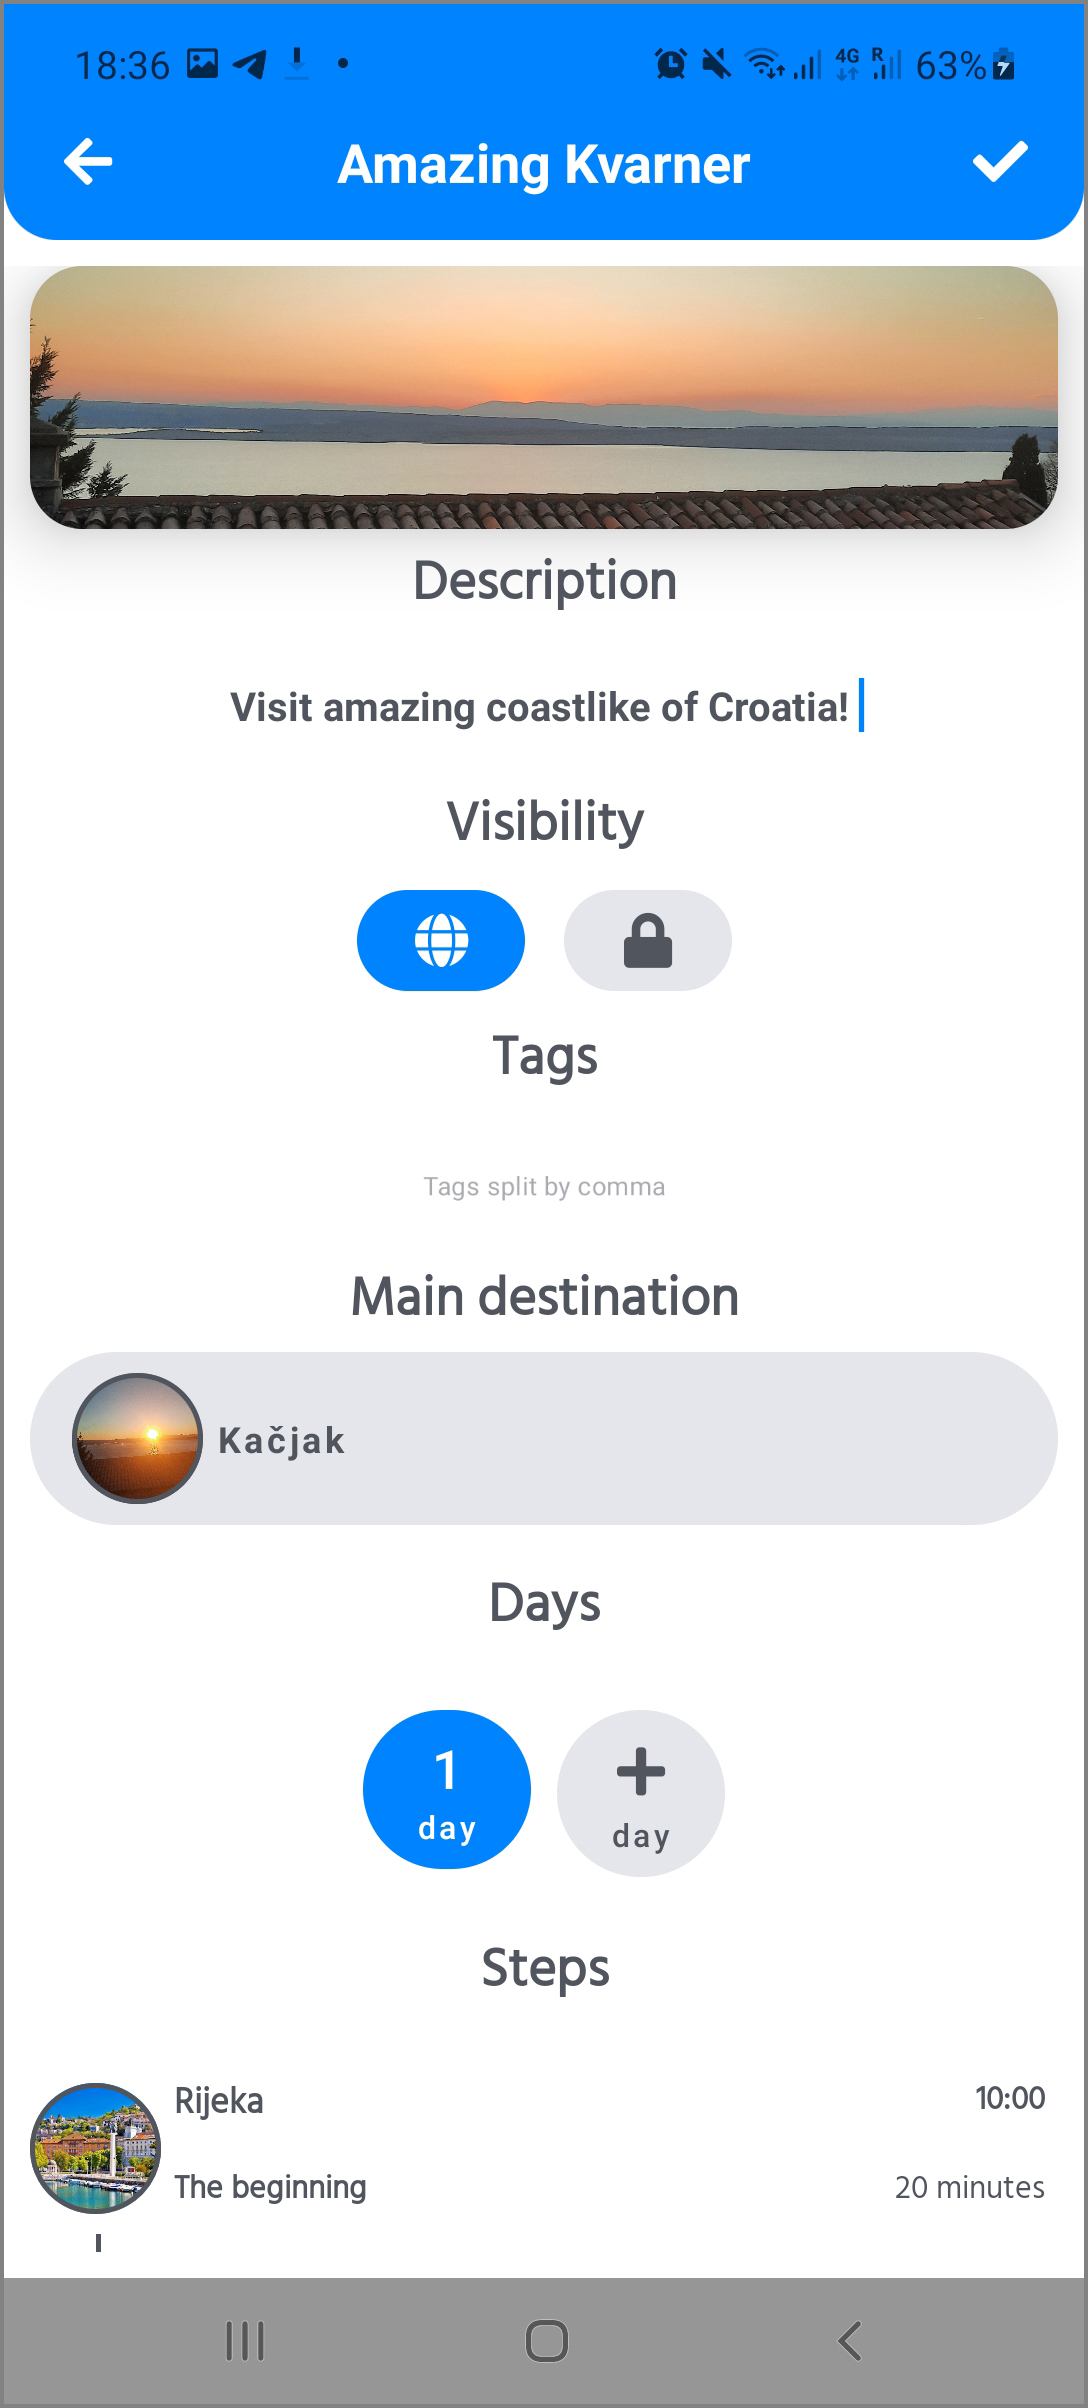 18:36 4G R 63%
Amazing Kvarner
Description
Visit amazing coastlike of Croatia!
Visibility
Tags
Tags split by comma
Main destination
Kačjak
Days
1 +
day day
Steps
Rijeka 10:00
The beginning 20 minutes